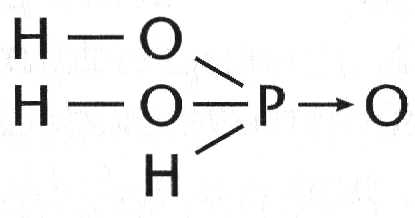 H — O
H — O — P → O
H